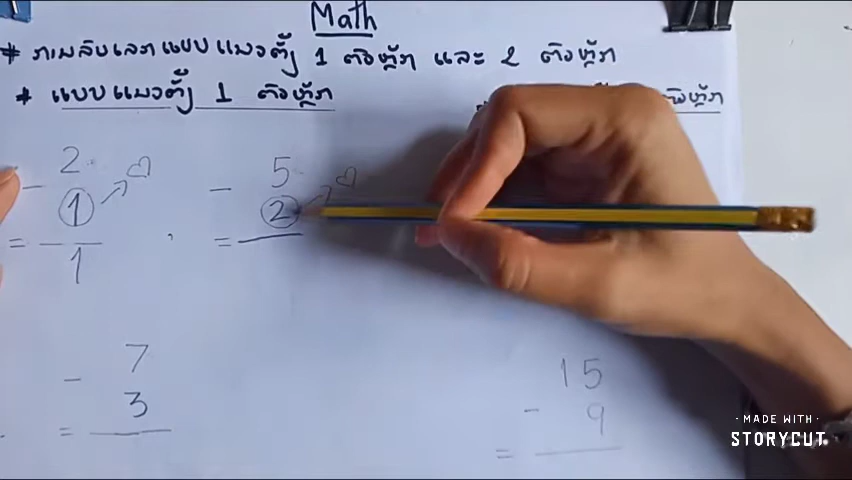 Math
* ການລົບເລກ ແບບ ແນວຕັ້ງ 1 ຕົວຫຼັກ ແລະ 2 ຕົວຫຼັກ
* ແບບ ແນວຕັ້ງ 1 ຕົວຫຼັກ
2 5
- 1 → ♡ - 2 → ♡
= =
1
7 15
- 3 - 9
= =
· MADE WITH ·
STORYCUT